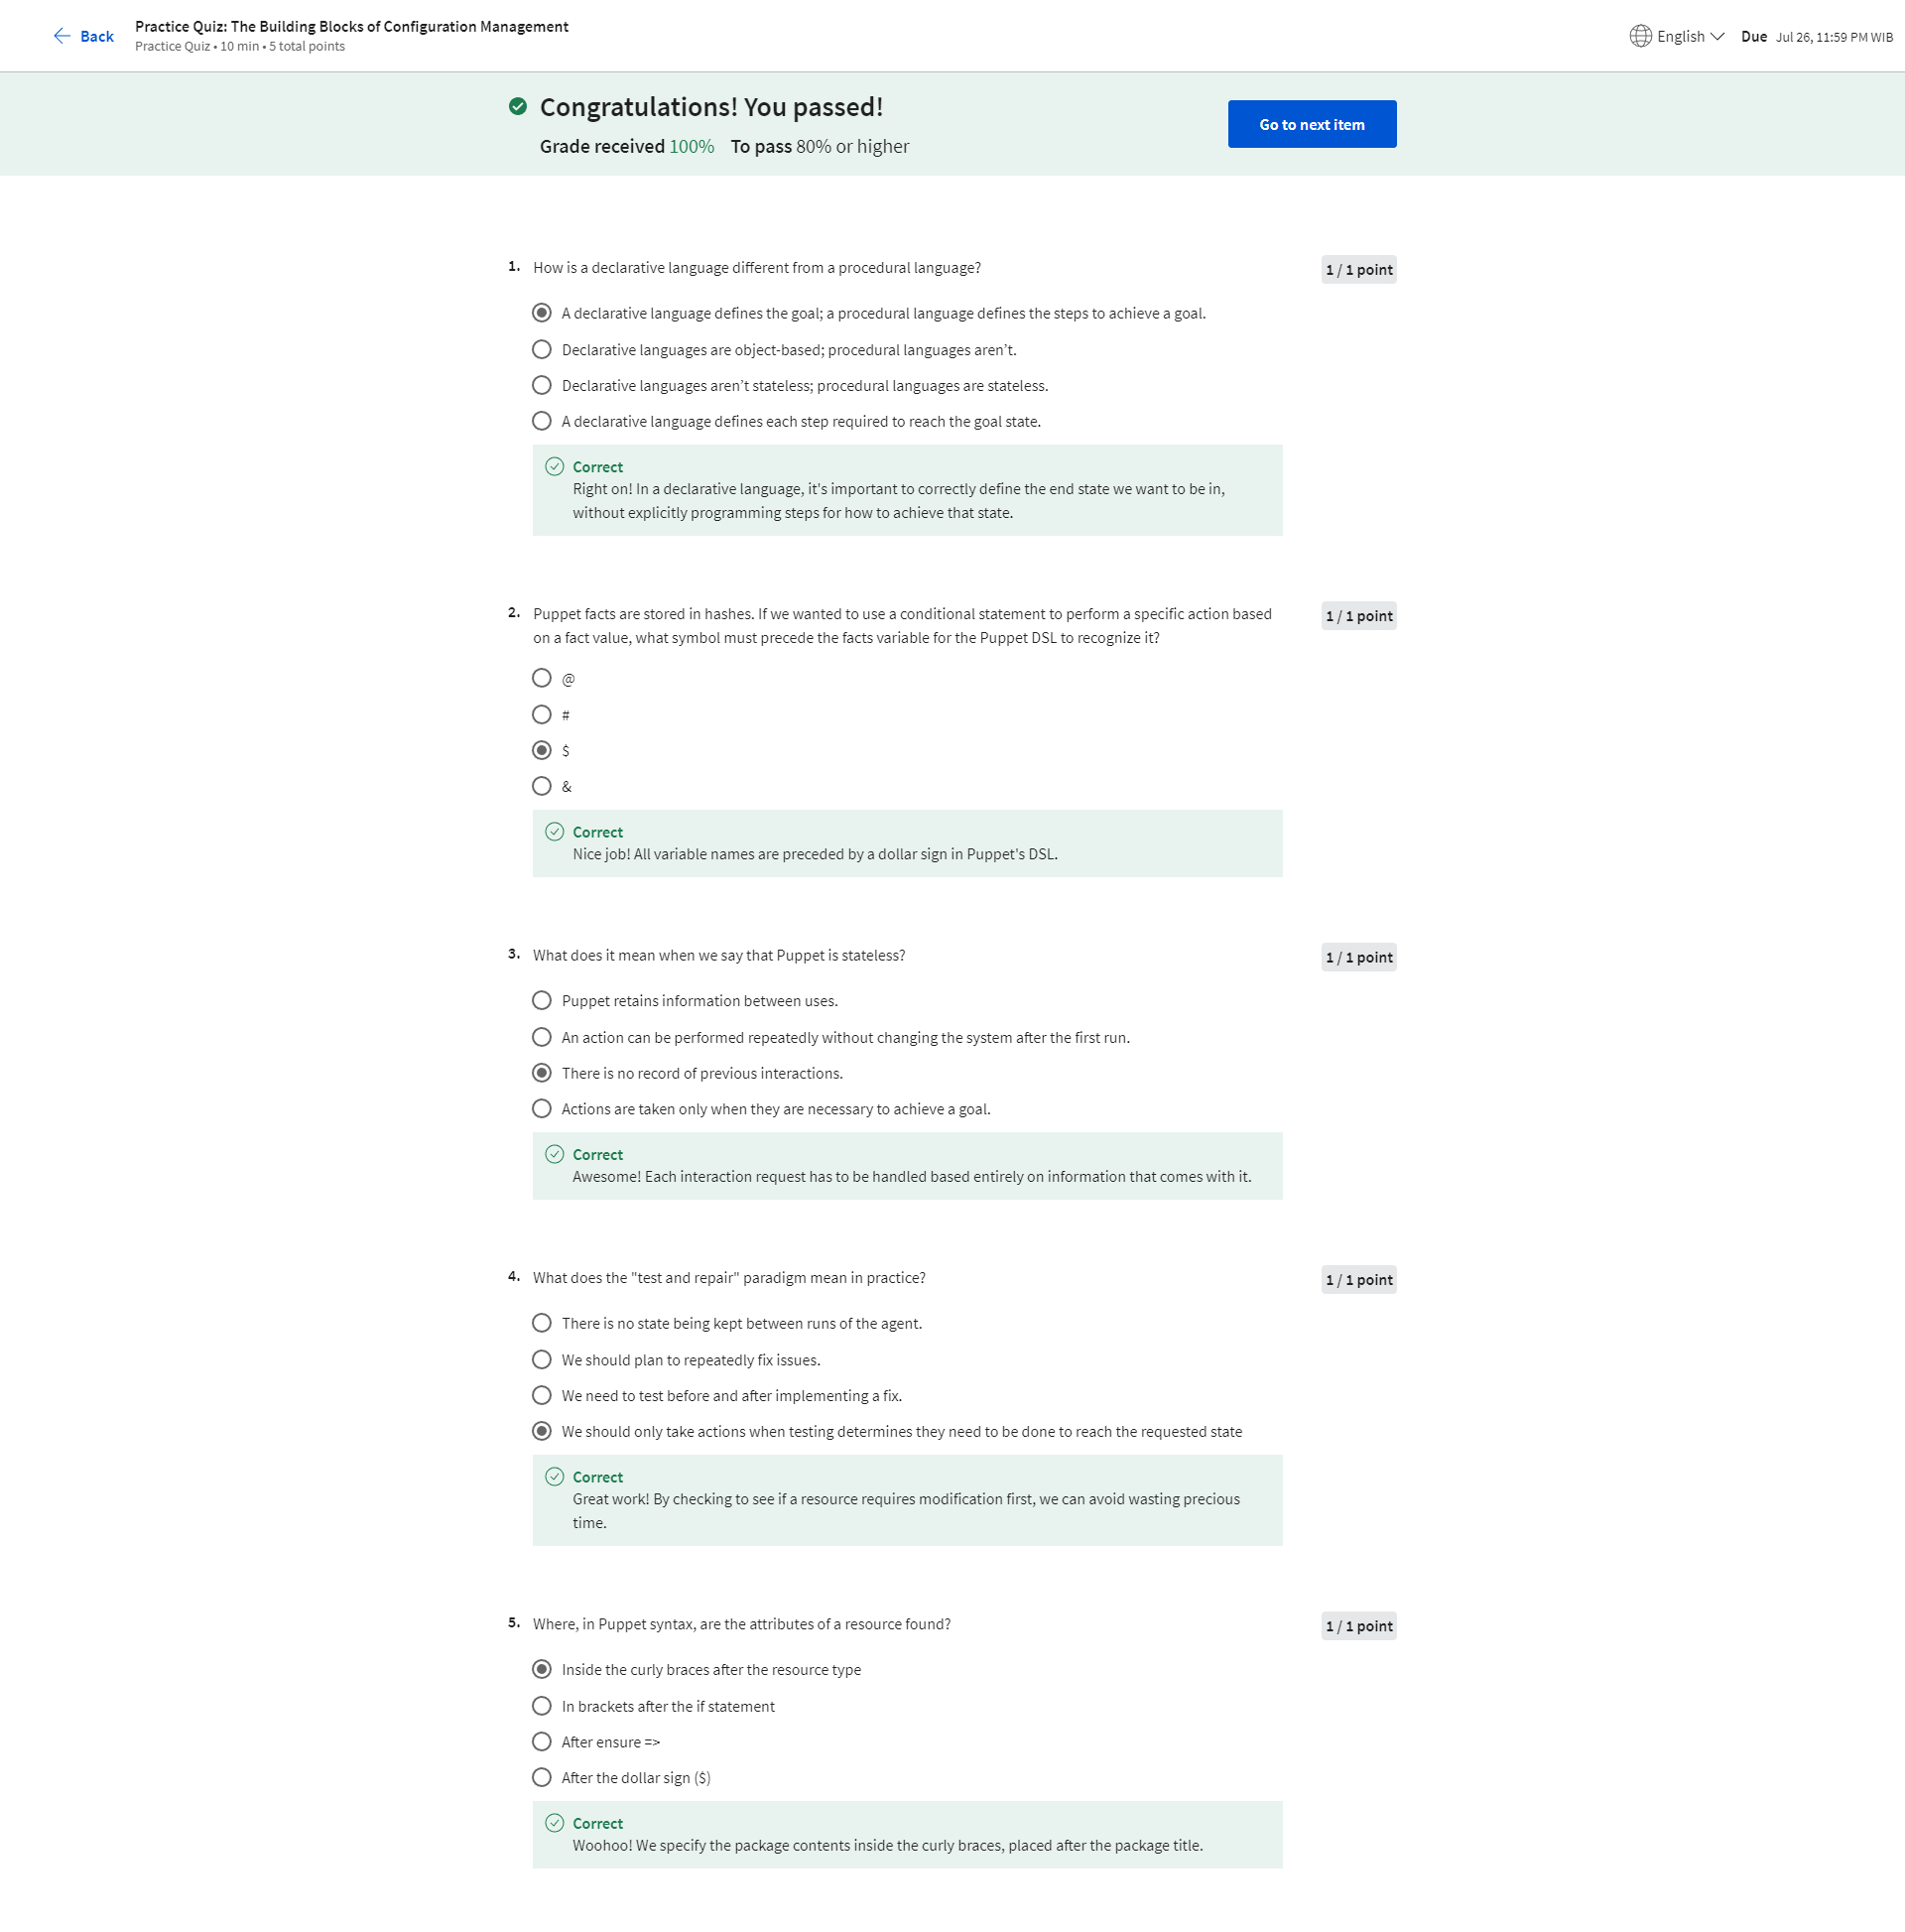 Back
Practice Quiz: The Building Blocks of Configuration Management
Practice Quiz • 10 min • 5 total points
English
Due Jul 26, 11:59 PM WIB
Congratulations! You passed!
Grade received 100% To pass 80% or higher
Go to next item
1. How is a declarative language different from a procedural language?
1 / 1 point
A declarative language defines the goal; a procedural language defines the steps to achieve a goal.
Declarative languages are object-based; procedural languages aren’t.
Declarative languages aren’t stateless; procedural languages are stateless.
A declarative language defines each step required to reach the goal state.
Correct
Right on! In a declarative language, it's important to correctly define the end state we want to be in,
without explicitly programming steps for how to achieve that state.
2. Puppet facts are stored in hashes. If we wanted to use a conditional statement to perform a specific action based
on a fact value, what symbol must precede the facts variable for the Puppet DSL to recognize it?
1 / 1 point
@
#
$
&
Correct
Nice job! All variable names are preceded by a dollar sign in Puppet's DSL.
3. What does it mean when we say that Puppet is stateless?
1 / 1 point
Puppet retains information between uses.
An action can be performed repeatedly without changing the system after the first run.
There is no record of previous interactions.
Actions are taken only when they are necessary to achieve a goal.
Correct
Awesome! Each interaction request has to be handled based entirely on information that comes with it.
4. What does the "test and repair" paradigm mean in practice?
1 / 1 point
There is no state being kept between runs of the agent.
We should plan to repeatedly fix issues.
We need to test before and after implementing a fix.
We should only take actions when testing determines they need to be done to reach the requested state
Correct
Great work! By checking to see if a resource requires modification first, we can avoid wasting precious
time.
5. Where, in Puppet syntax, are the attributes of a resource found?
1 / 1 point
Inside the curly braces after the resource type
In brackets after the if statement
After ensure =>
After the dollar sign ($)
Correct
Woohoo! We specify the package contents inside the curly braces, placed after the package title.